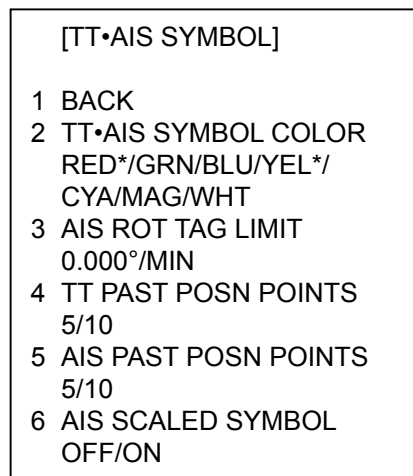 [TT•AIS SYMBOL]
1 BACK
2 TT•AIS SYMBOL COLOR
RED*/GRN/BLU/YEL*/
CYA/MAG/WHT
3 AIS ROT TAG LIMIT
0.000°/MIN
4 TT PAST POSN POINTS
5/10
5 AIS PAST POSN POINTS
5/10
6 AIS SCALED SYMBOL
OFF/ON